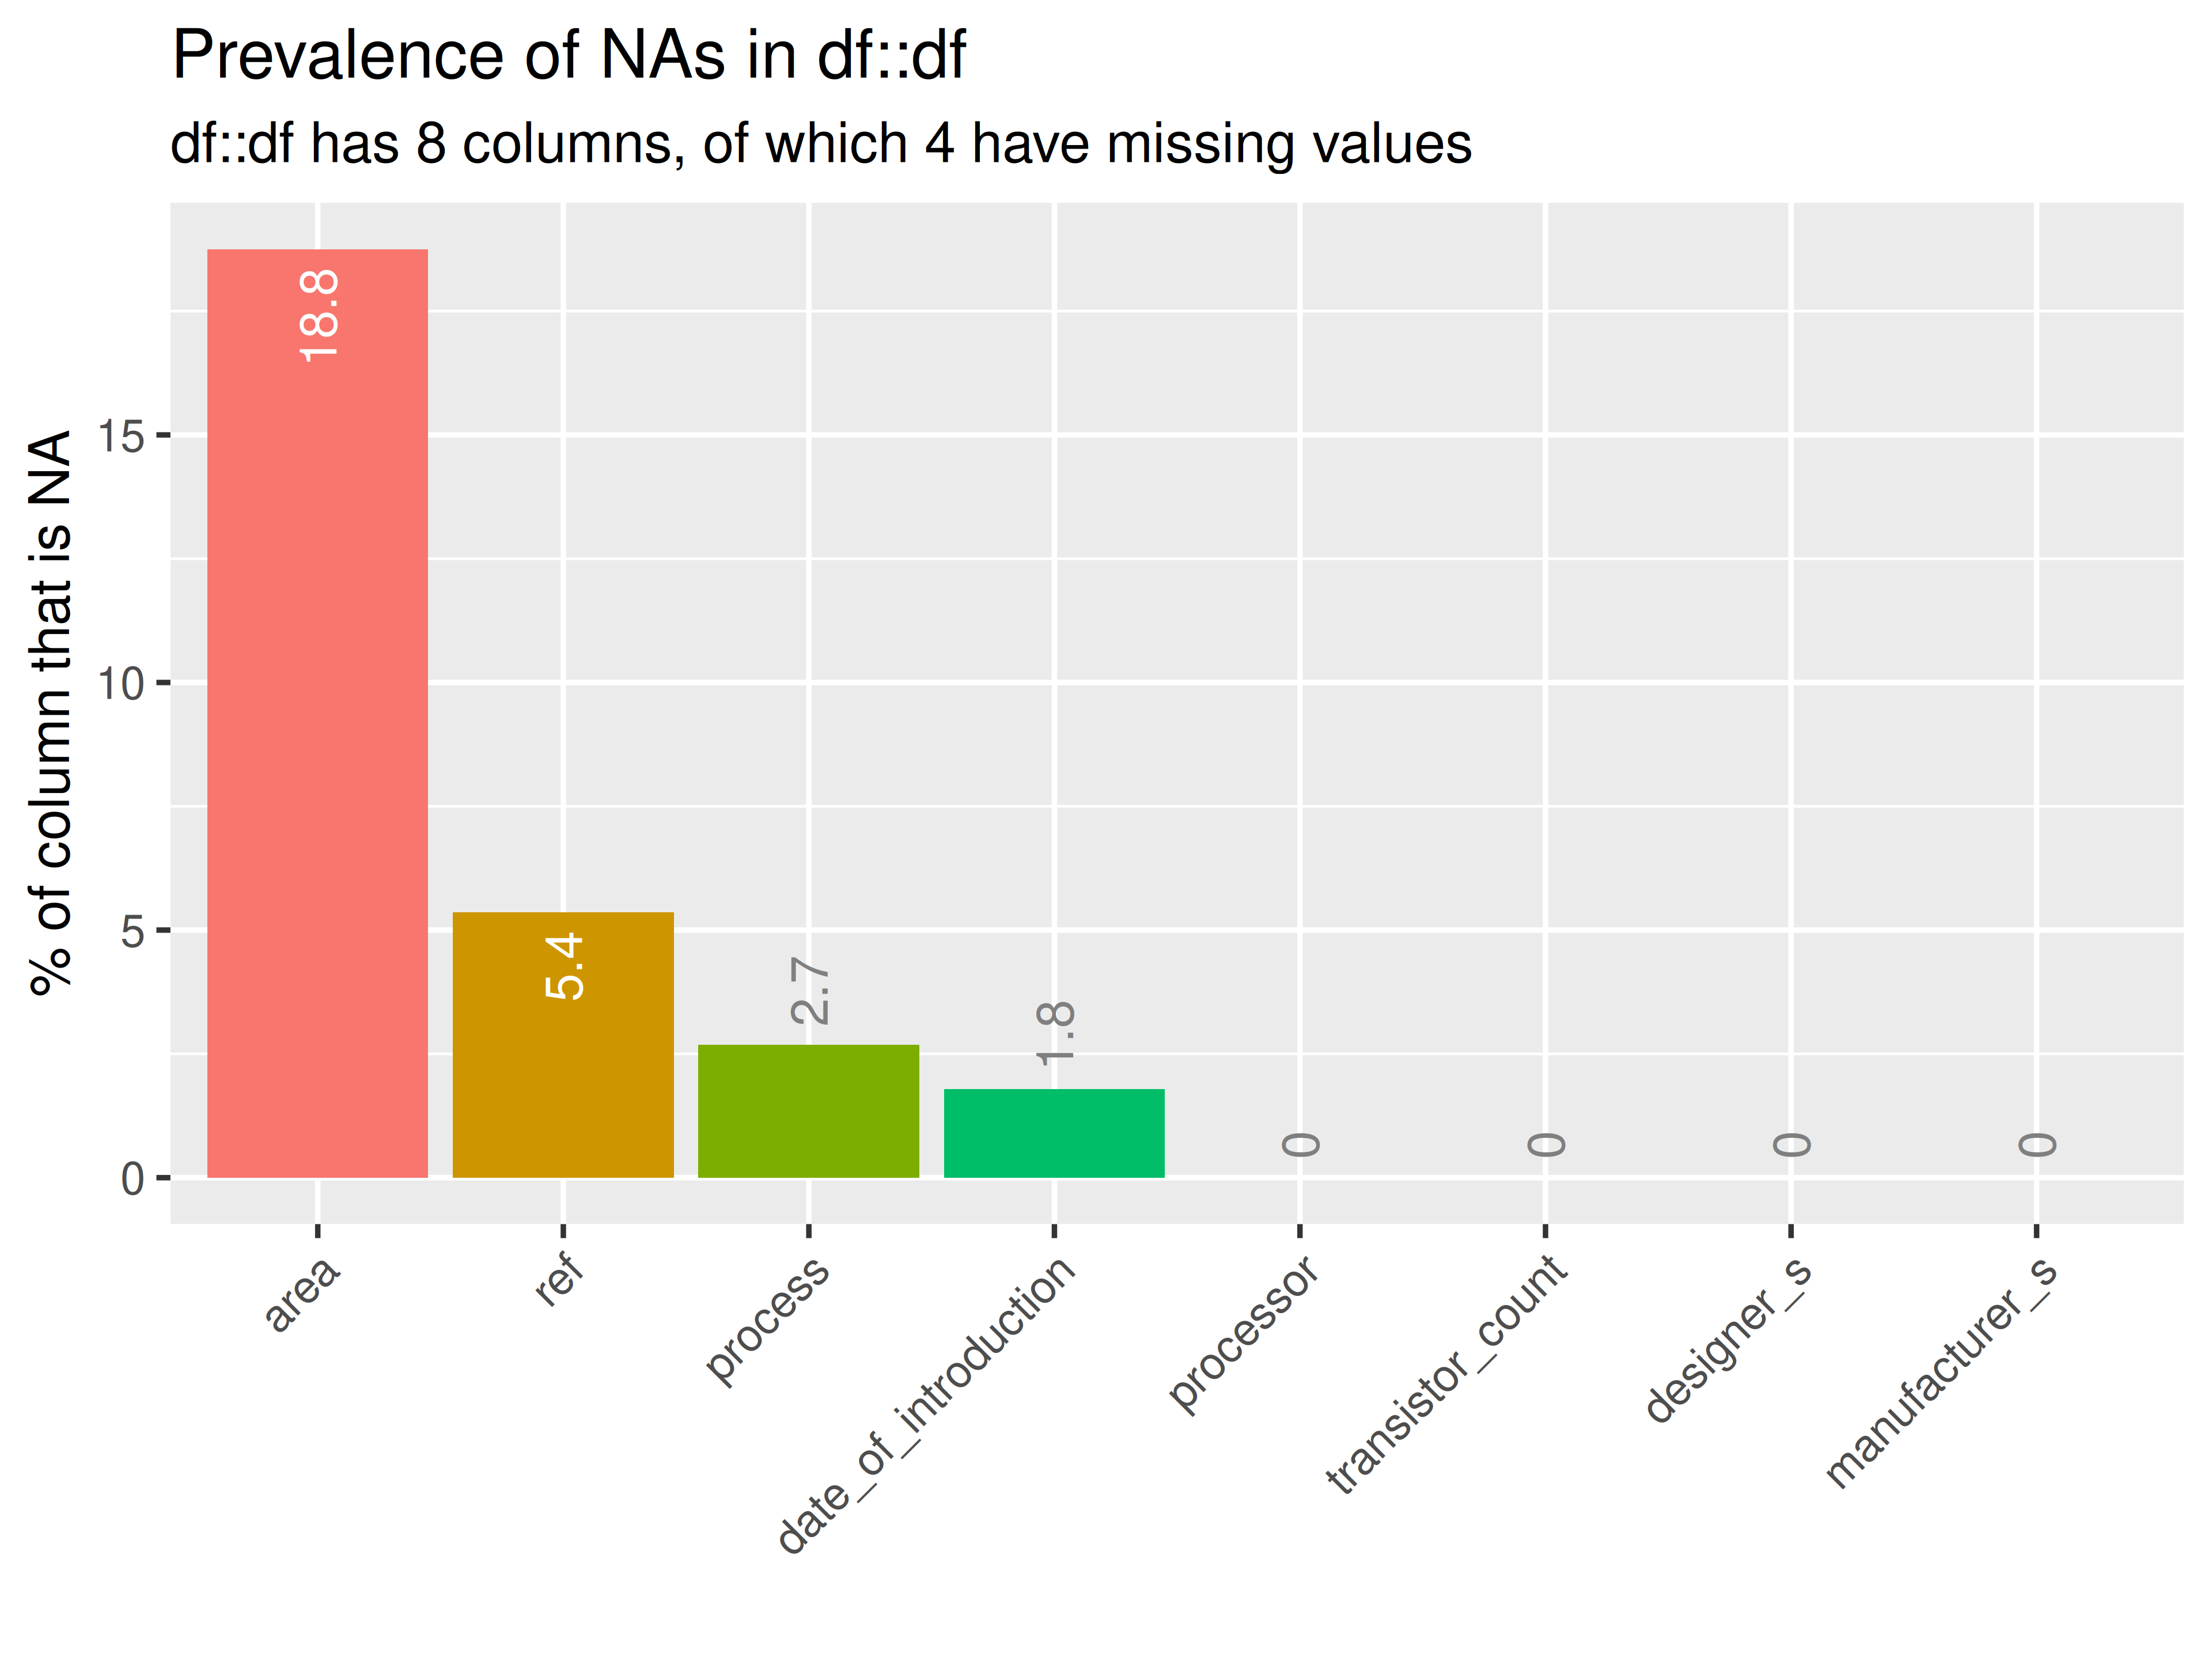 Prevalence of NAs in df::df
df::df has 8 columns, of which 4 have missing values
% of column that is NA
15
10
5
0
18.8
5.4
2.7
1.8
0
0
0
0
area
ref
process
date_of_introduction
processor
transistor_count
designer_s
manufacturer_s